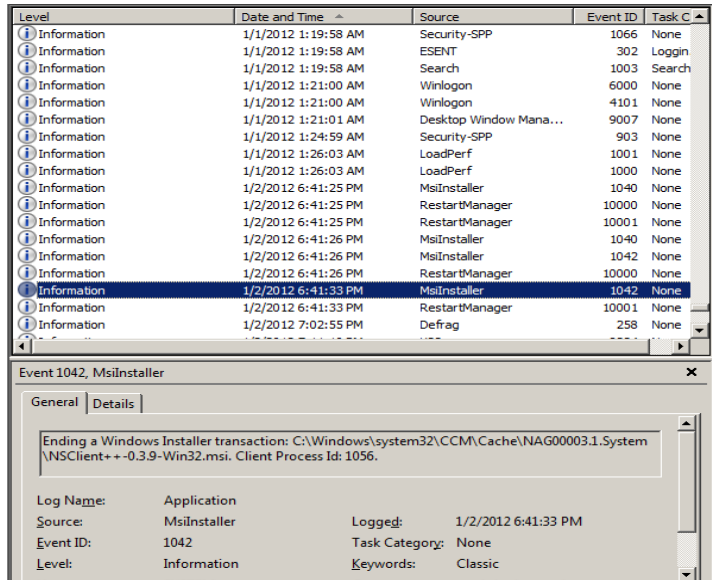 Level Date and Time Source Event ID Task C
Information 1/1/2012 1:19:58 AM Security-SPP 1066 None
Information 1/1/2012 1:19:58 AM ESENT 302 Loggin
Information 1/1/2012 1:19:58 AM Search 1003 Search
Information 1/1/2012 1:21:00 AM Winlogon 6000 None
Information 1/1/2012 1:21:00 AM Winlogon 4101 None
Information 1/1/2012 1:21:01 AM Desktop Window Mana... 9007 None
Information 1/1/2012 1:24:59 AM Security-SPP 903 None
Information 1/1/2012 1:26:03 AM LoadPerf 1001 None
Information 1/1/2012 1:26:03 AM LoadPerf 1000 None
Information 1/2/2012 6:41:25 PM MsiInstaller 1040 None
Information 1/2/2012 6:41:25 PM RestartManager 10000 None
Information 1/2/2012 6:41:25 PM RestartManager 10001 None
Information 1/2/2012 6:41:26 PM MsiInstaller 1040 None
Information 1/2/2012 6:41:26 PM MsiInstaller 1042 None
Information 1/2/2012 6:41:26 PM RestartManager 10000 None
Information 1/2/2012 6:41:33 PM MsiInstaller 1042 None
Information 1/2/2012 6:41:33 PM RestartManager 10001 None
Information 1/2/2012 7:02:55 PM Defrag 258 None
Event 1042, MsiInstaller
General Details
Ending a Windows Installer transaction: C:\Windows\system32\CCM\Cache\NAG00003.1.System
\NSClient++-0.3.9-Win32.msi. Client Process Id: 1056.
Log Name: Application
Source: MsiInstaller Logged: 1/2/2012 6:41:33 PM
Event ID: 1042 Task Category: None
Level: Information Keywords: Classic